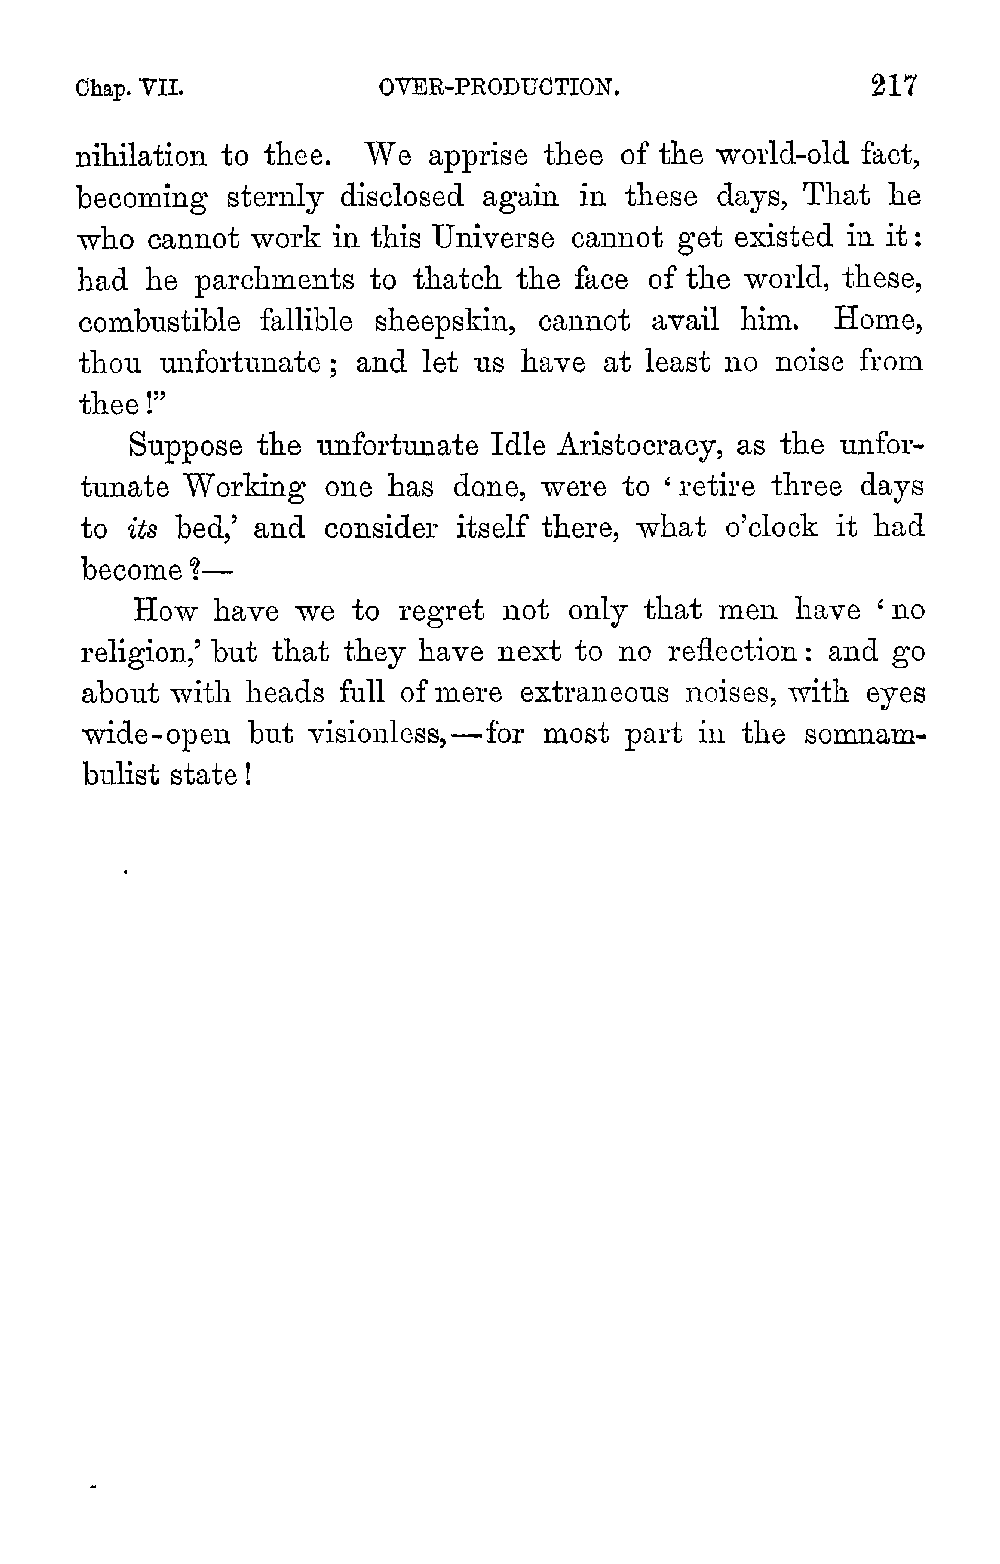 Chap. VII. OVER-PRODUCTION. 217
nihilation to thee. We apprise thee of the world-old fact,
becoming sternly disclosed again in these days, That he
who cannot work in this Universe cannot get existed in it:
had he parchments to thatch the face of the world, these,
combustible fallible sheepskin, cannot avail him. Home,
thou unfortunate; and let us have at least no noise from
thee!”
Suppose the unfortunate Idle Aristocracy, as the unfor-
tunate Working one has done, were to ‘retire three days
to its bed,’ and consider itself there, what o’clock it had
become?—
How have we to regret not only that men have ‘no
religion,’ but that they have next to no reflection: and go
about with heads full of mere extraneous noises, with eyes
wide-open but visionless,—for most part in the somnam-
bulist state!